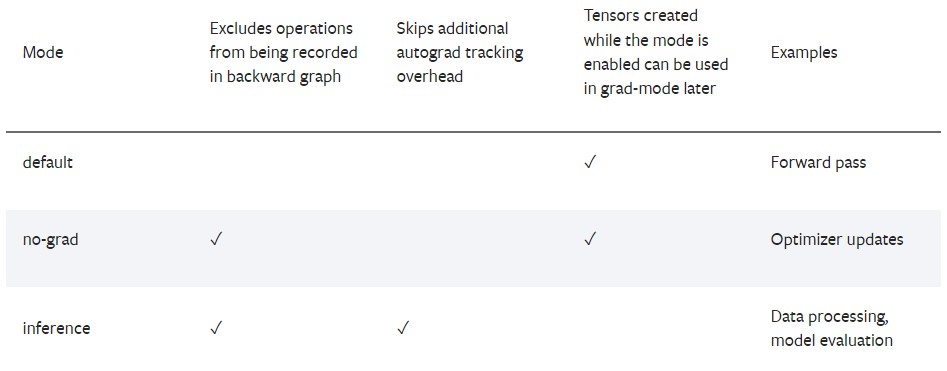 Mode
Excludes operations
from being recorded
in backward graph
Skips additional
autograd tracking
overhead
Tensors created
while the mode is
enabled can be used
in grad-mode later
Examples
default
✓
Forward pass
no-grad
✓
✓
Optimizer updates
inference
✓
✓
Data processing,
model evaluation